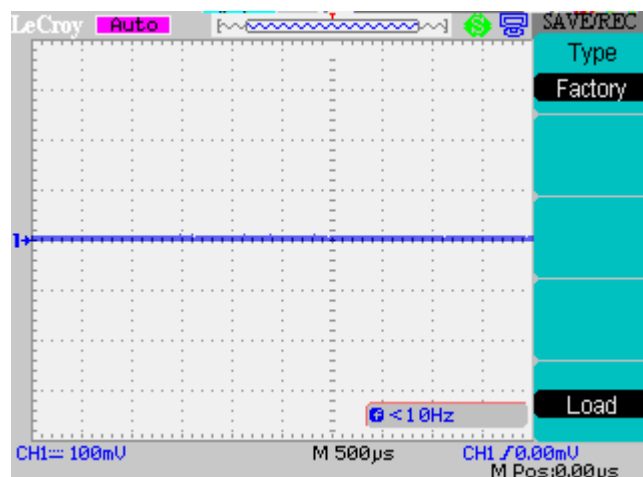 LeCroy Auto SAVE/REC
Type
Factory
1
<10Hz
Load
CH1 100mV M 500µs CH1 0.00mV
M Pos:0.00µs